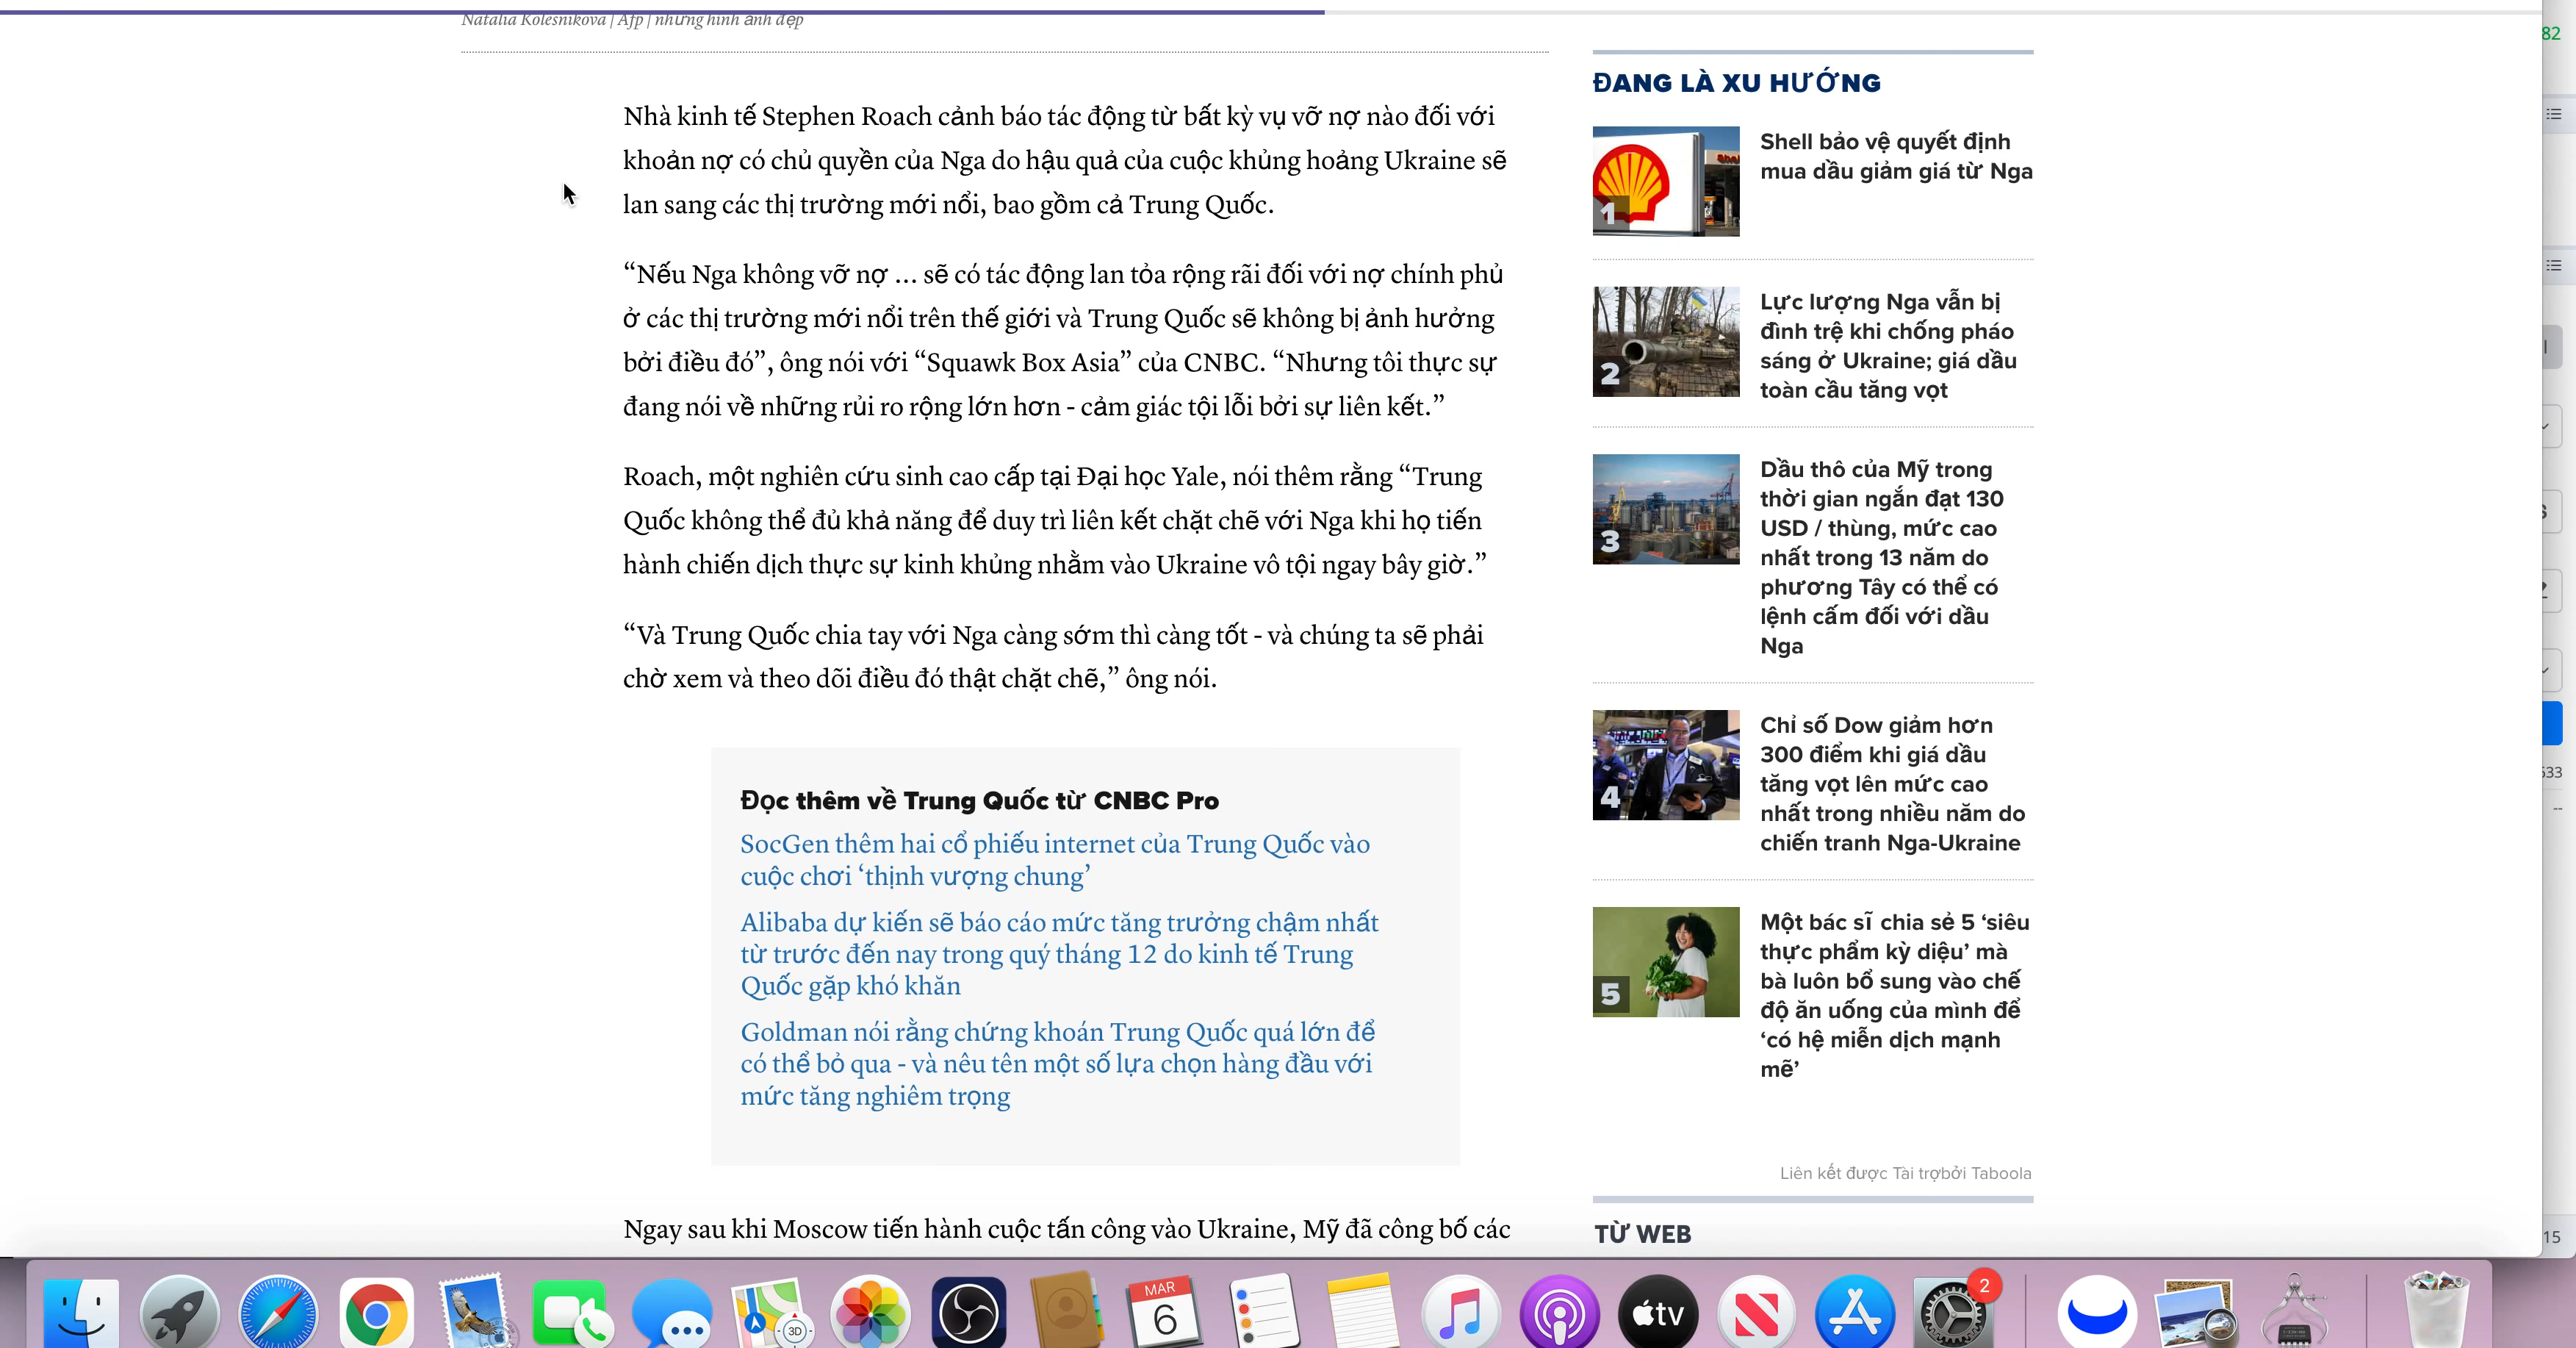 Natalia Kolesnikova | Afp | những hình ảnh đẹp
Nhà kinh tế Stephen Roach cảnh báo tác động từ bất kỳ vụ vỡ nợ nào đối với
khoản nợ có chủ quyền của Nga do hậu quả của cuộc khủng hoảng Ukraine sẽ
lan sang các thị trường mới nổi, bao gồm cả Trung Quốc.
“Nếu Nga không vỡ nợ ... sẽ có tác động lan tỏa rộng rãi đối với nợ chính phủ
ở các thị trường mới nổi trên thế giới và Trung Quốc sẽ không bị ảnh hưởng
bởi điều đó”, ông nói với “Squawk Box Asia” của CNBC. “Nhưng tôi thực sự
đang nói về những rủi ro rộng lớn hơn - cảm giác tội lỗi bởi sự liên kết.”
Roach, một nghiên cứu sinh cao cấp tại Đại học Yale, nói thêm rằng “Trung
Quốc không thể đủ khả năng để duy trì liên kết chặt chẽ với Nga khi họ tiến
hành chiến dịch thực sự kinh khủng nhằm vào Ukraine vô tội ngay bây giờ.”
“Và Trung Quốc chia tay với Nga càng sớm thì càng tốt - và chúng ta sẽ phải
chờ xem và theo dõi điều đó thật chặt chẽ,” ông nói.
Đọc thêm về Trung Quốc từ CNBC Pro
SocGen thêm hai cổ phiếu internet của Trung Quốc vào
cuộc chơi ‘thịnh vượng chung’
Alibaba dự kiến sẽ báo cáo mức tăng trưởng chậm nhất
từ trước đến nay trong quý tháng 12 do kinh tế Trung
Quốc gặp khó khăn
Goldman nói rằng chứng khoán Trung Quốc quá lớn để
có thể bỏ qua - và nêu tên một số lựa chọn hàng đầu với
mức tăng nghiêm trọng
Ngay sau khi Moscow tiến hành cuộc tấn công vào Ukraine, Mỹ đã công bố các
ĐANG LÀ XU HƯỚNG
1
Shell bảo vệ quyết định
mua dầu giảm giá từ Nga
2
Lực lượng Nga vẫn bị
đình trệ khi chống pháo
sáng ở Ukraine; giá dầu
toàn cầu tăng vọt
3
Dầu thô của Mỹ trong
thời gian ngắn đạt 130
USD / thùng, mức cao
nhất trong 13 năm do
phương Tây có thể có
lệnh cấm đối với dầu
Nga
4
Chỉ số Dow giảm hơn
300 điểm khi giá dầu
tăng vọt lên mức cao
nhất trong nhiều năm do
chiến tranh Nga-Ukraine
5
Một bác sĩ chia sẻ 5 ‘siêu
thực phẩm kỳ diệu’ mà
bà luôn bổ sung vào chế
độ ăn uống của mình để
‘có hệ miễn dịch mạnh
mẽ’
Liên kết được Tài trợbởi Taboola
TỪ WEB
82
533
--
15
3D
MAR
6
tv
2